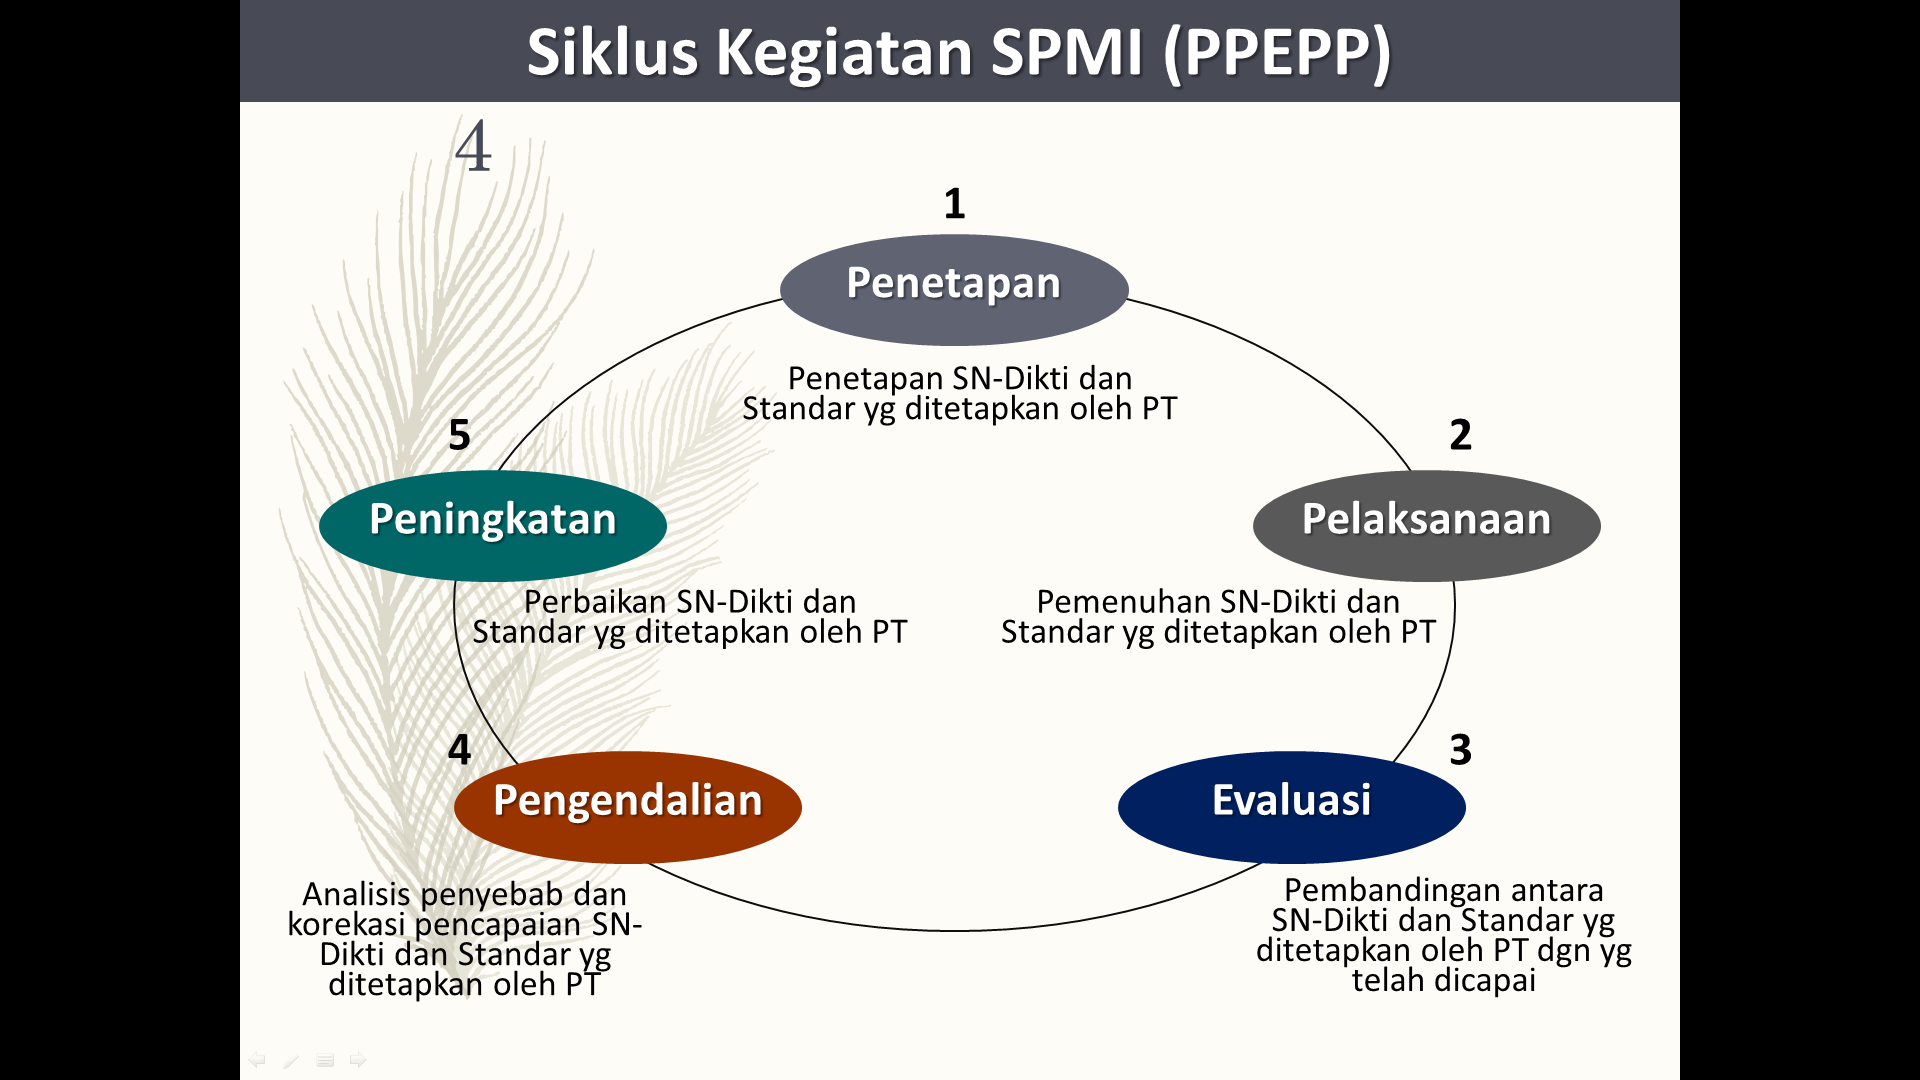 Siklus Kegiatan SPMI (PPEPP)
4
1
Penetapan
Penetapan SN-Dikti dan
Standar yg ditetapkan oleh PT
2
Pelaksanaan
Pemenuhan SN-Dikti dan
Standar yg ditetapkan oleh PT
3
Evaluasi
Pembandingan antara
SN-Dikti dan Standar yg
ditetapkan oleh PT dgn yg
telah dicapai
4
Pengendalian
Analisis penyebab dan
korekasi pencapaian SN-
Dikti dan Standar yg
ditetapkan oleh PT
5
Peningkatan
Perbaikan SN-Dikti dan
Standar yg ditetapkan oleh PT